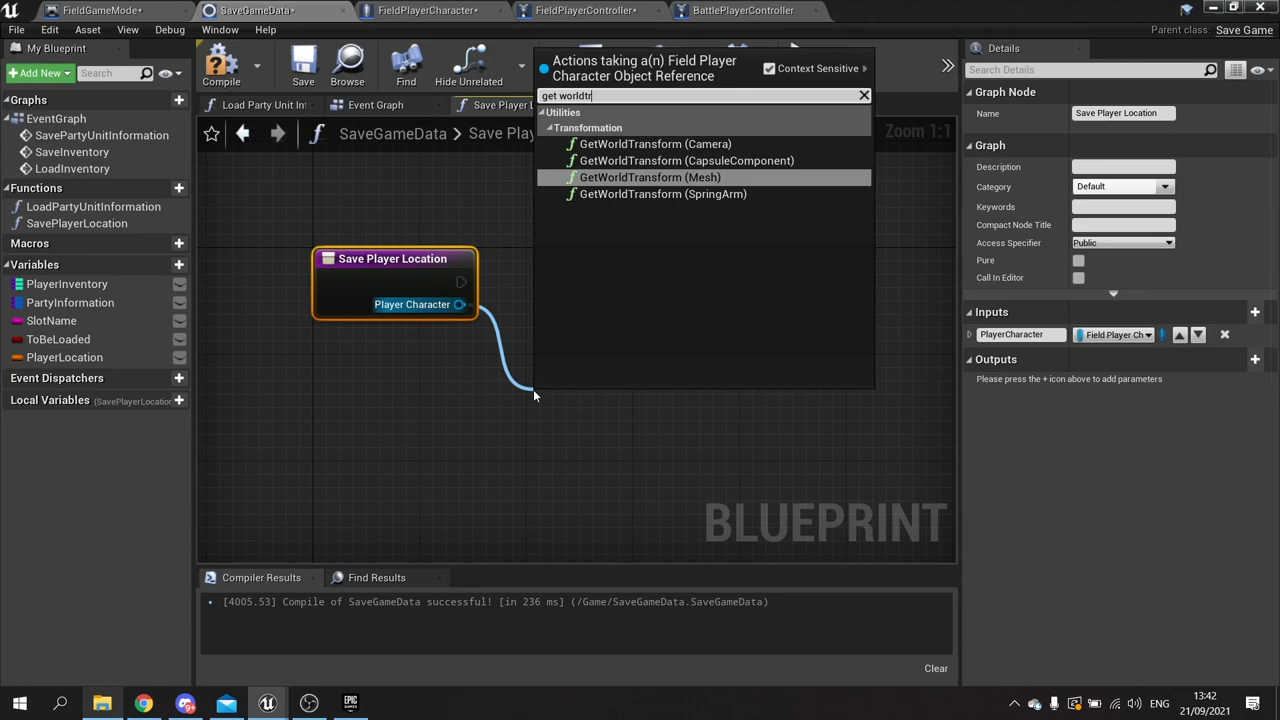 FieldGameMode*
SaveGameData*
FieldPlayerCharacter*
FieldPlayerController*
BattlePlayerController
File
Edit
Asset
View
Debug
Window
Help
Parent class:
Save Game
My Blueprint
Add New
Search
Compile
Save
Browse
Find
Hide Unrelated
Actions taking a(n) Field Player
Character Object Reference
Context Sensitive
get worldtr
Utilities
Transformation
GetWorldTransform (Camera)
GetWorldTransform (CapsuleComponent)
GetWorldTransform (Mesh)
GetWorldTransform (SpringArm)
Load Party Unit In
Event Graph
Save Player L
SaveGameData > Save Play
Zoom 1:1
Graphs
EventGraph
SavePartyUnitInformation
SaveInventory
LoadInventory
Functions
LoadPartyUnitInformation
SavePlayerLocation
Macros
Variables
PlayerInventory
PartyInformation
SlotName
ToBeLoaded
PlayerLocation
Event Dispatchers
Local Variables (SavePlayerLocation
Save Player Location
Player Character
BLUEPRINT
Compiler Results
Find Results
[4005.53] Compile of SaveGameData successful! [in 236 ms] (/Game/SaveGameData.SaveGameData)
Clear
Details
Search
Graph Node
Name
Save Player Location
Graph
Description
Category
Default
Keywords
Compact Node Title
Access Specifier
Public
Pure
Call In Editor
Inputs
PlayerCharacter
Field Player Ch
Outputs
Please press the + icon above to add parameters
ENG
13:42
21/09/2021